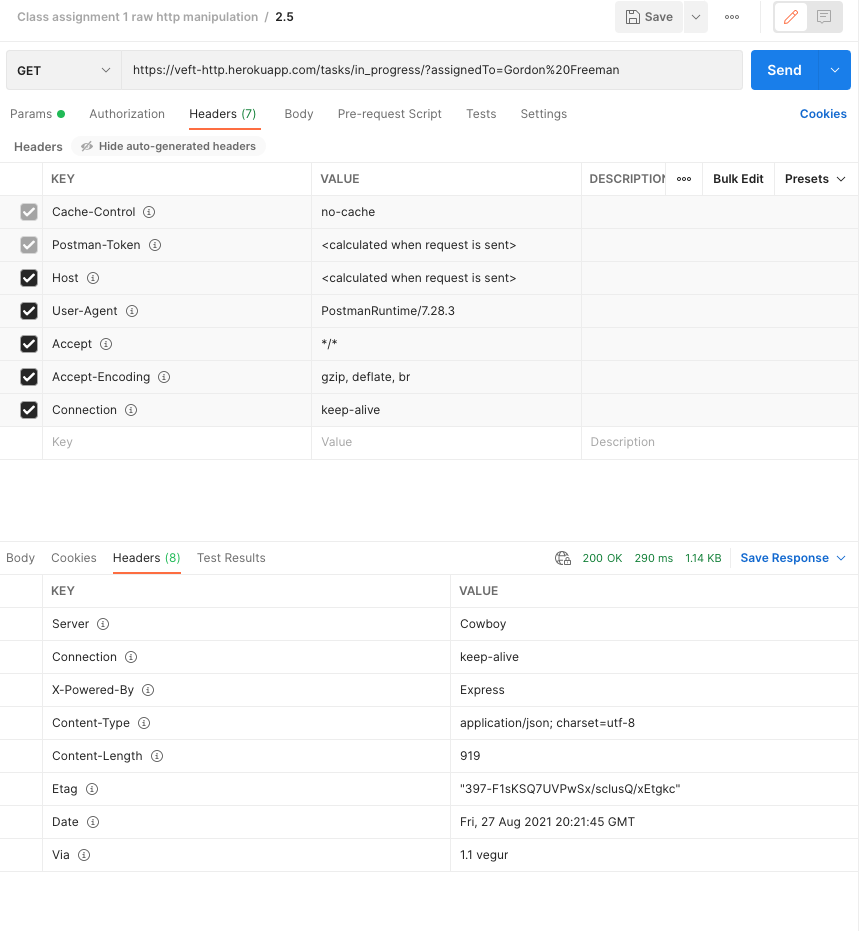 Class assignment 1 raw http manipulation / 2.5 Save
GET https://veft-http.herokuapp.com/tasks/in_progress/?assignedTo=Gordon%20Freeman Send
Params Authorization Headers (7) Body Pre-request Script Tests Settings Cookies
Headers Hide auto-generated headers
KEY VALUE DESCRIPTION Bulk Edit Presets
Cache-Control no-cache
Postman-Token <calculated when request is sent>
Host <calculated when request is sent>
User-Agent PostmanRuntime/7.28.3
Accept */*
Accept-Encoding gzip, deflate, br
Connection keep-alive
Key Value Description
Body Cookies Headers (8) Test Results 200 OK 290 ms 1.14 KB Save Response
KEY VALUE
Server Cowboy
Connection keep-alive
X-Powered-By Express
Content-Type application/json; charset=utf-8
Content-Length 919
Etag "397-F1sKSQ7UVPwSx/sclusQ/xEtgkc"
Date Fri, 27 Aug 2021 20:21:45 GMT
Via 1.1 vegur